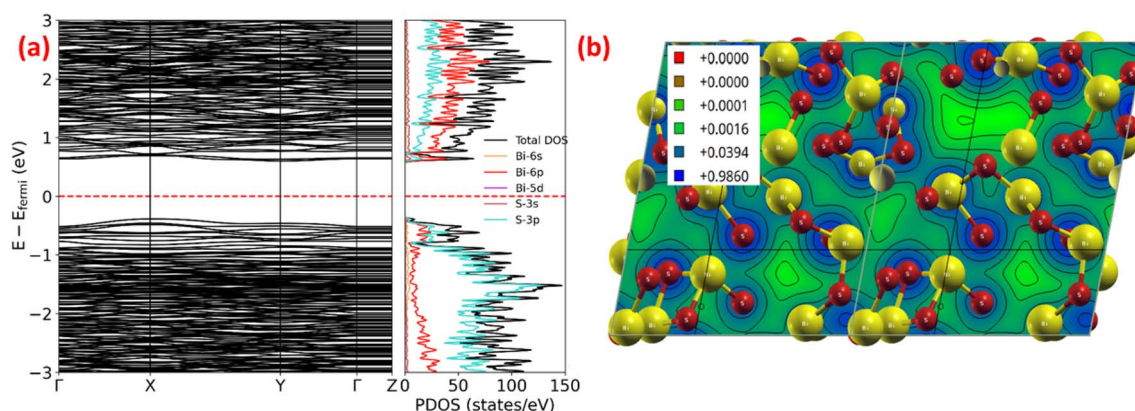 (a)
E − Efermi (eV)
3
2
1
0
−1
−2
−3
Γ
X
Y
Γ
Z
Total DOS
Bi-6s
Bi-6p
Bi-5d
S-3s
S-3p
0
50
100
150
PDOS (states/eV)
(b)
+0.0000
+0.0000
+0.0001
+0.0016
+0.0394
+0.9860